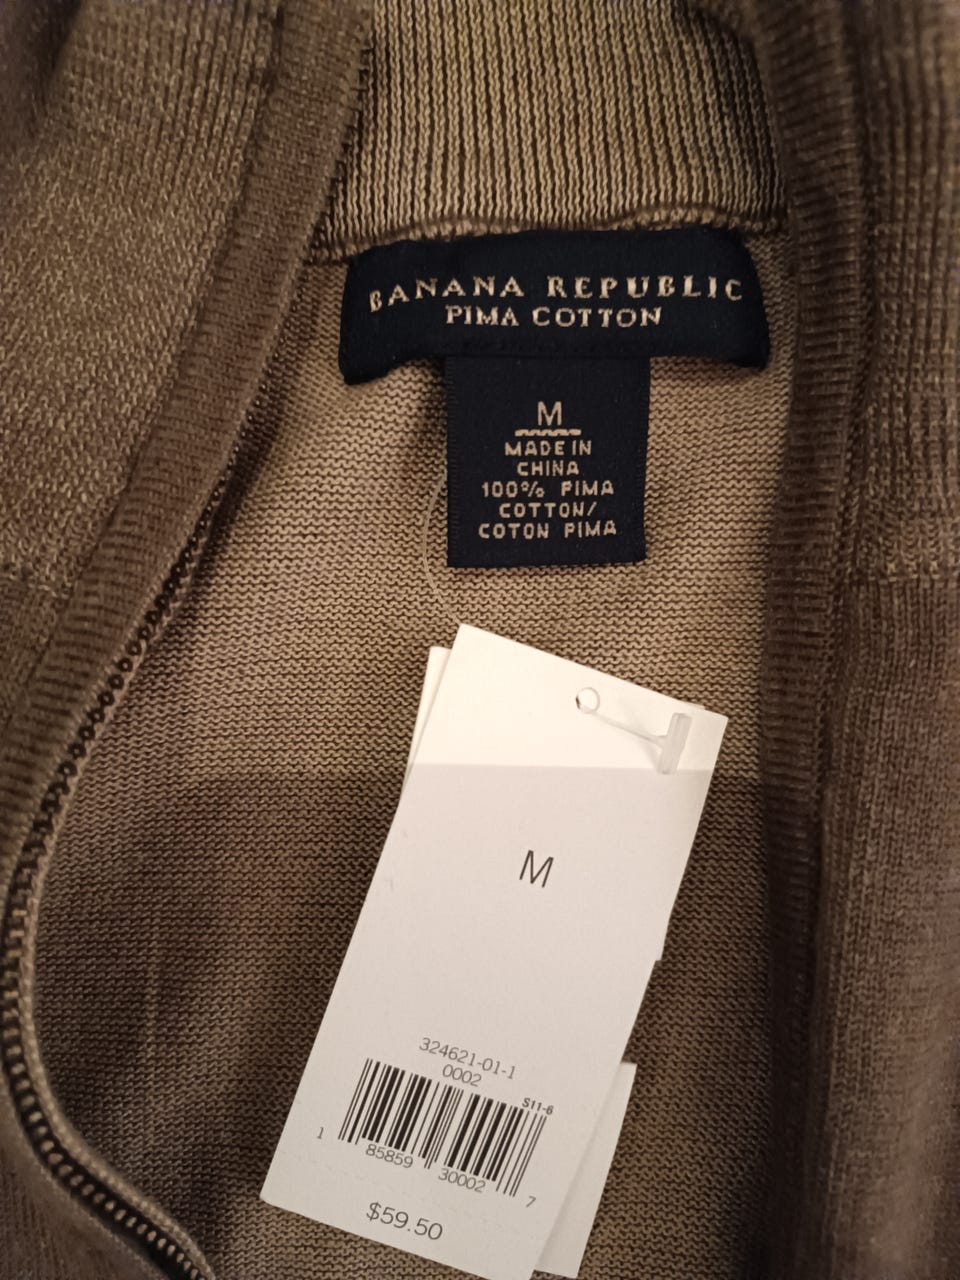 BANANA REPUBLIC
PIMA COTTON
M
MADE IN
CHINA
100% PIMA
COTTON/
COTON PIMA
M
324621-01-1
0002
S11-6
1 85859 30002 7
$59.50